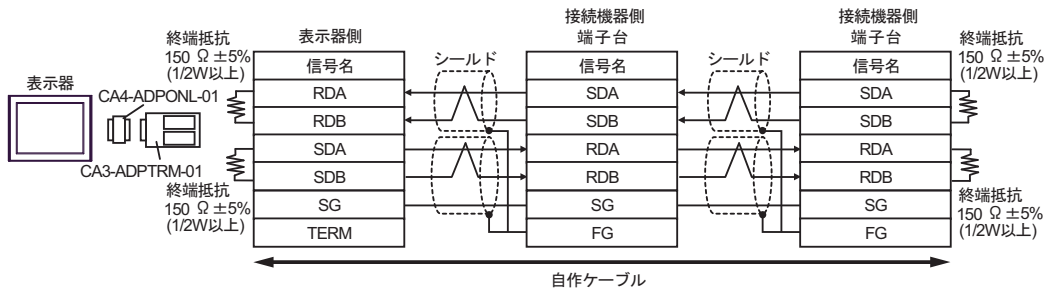 表示器
CA4-ADPONL-01
CA3-ADPTRM-01
終端抵抗
150 Ω ±5%
(1/2W以上)
終端抵抗
150 Ω ±5%
(1/2W以上)
表示器側
信号名
RDA
RDB
SDA
SDB
SG
TERM
シールド
接続機器側
端子台
信号名
SDA
SDB
RDA
RDB
SG
FG
シールド
接続機器側
端子台
信号名
SDA
SDB
RDA
RDB
SG
FG
終端抵抗
150 Ω ±5%
(1/2W以上)
終端抵抗
150 Ω ±5%
(1/2W以上)
自作ケーブル